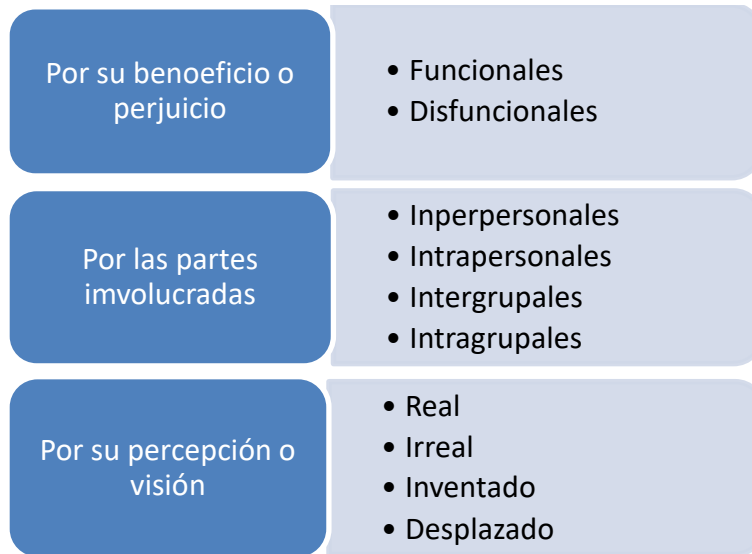 Por su benoeficio o
perjuicio
• Funcionales
• Disfuncionales
Por las partes
imvolucradas
• Inperpersonales
• Intrapersonales
• Intergrupales
• Intragrupales
Por su percepción o
visión
• Real
• Irreal
• Inventado
• Desplazado